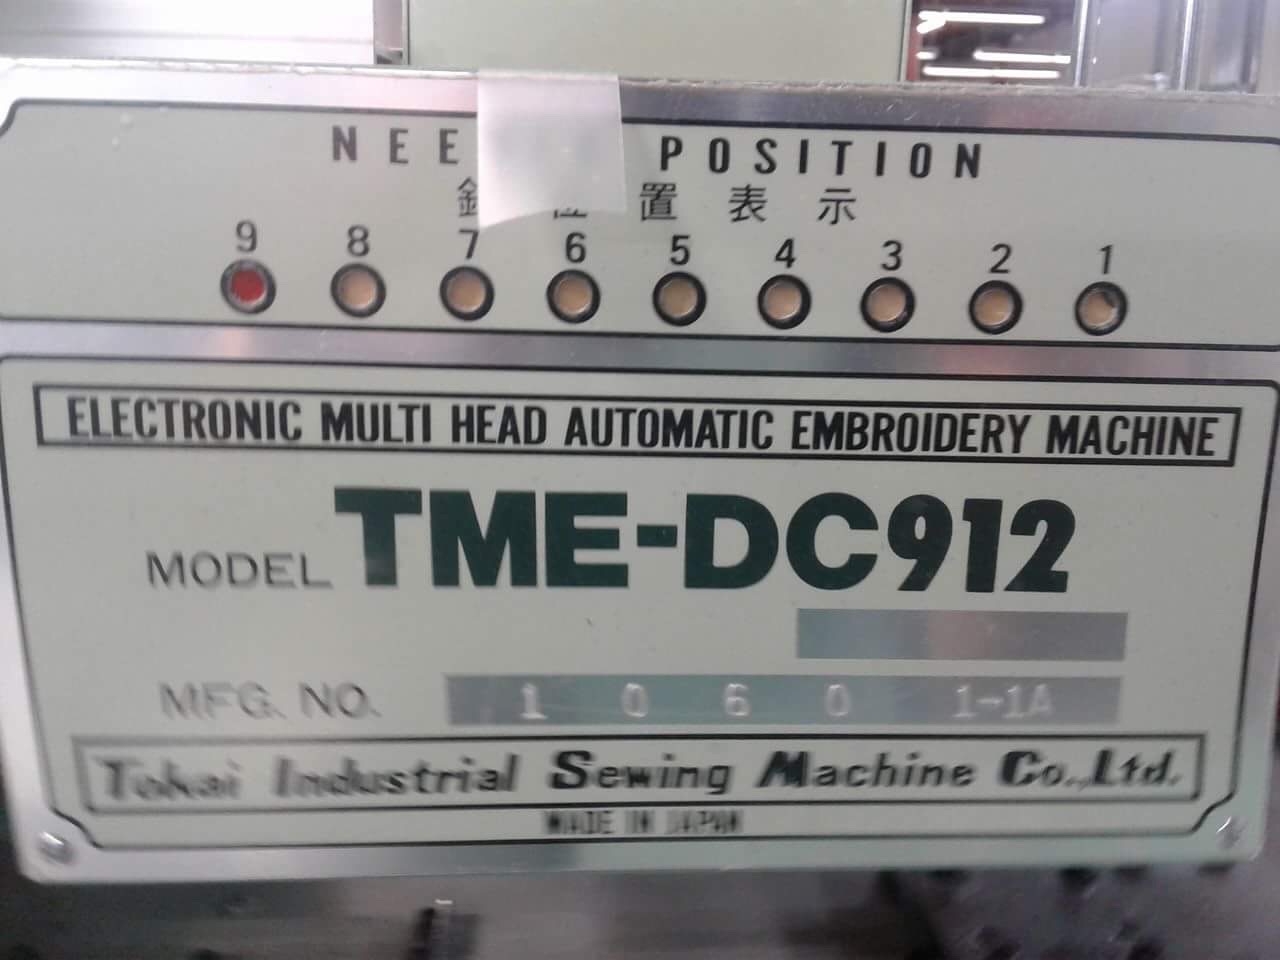 NEE POSITION
置表示
9 8 7 6 5 4 3 2 1
ELECTRONIC MULTI HEAD AUTOMATIC EMBROIDERY MACHINE
MODEL TME-DC912
MFG. NO. 1 0 6 0 1-1A
Tokai Industrial Sewing Machine Co.,Ltd.
MADE IN JAPAN